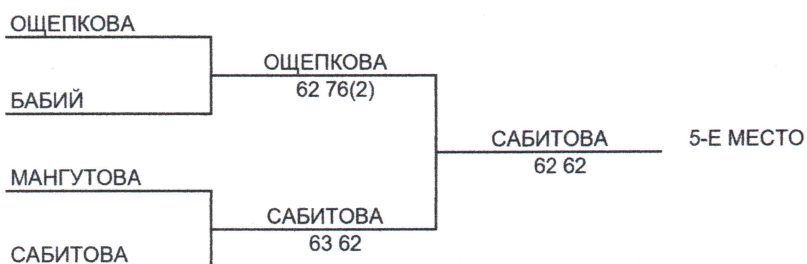 ОЩЕПКОВА
ОЩЕПКОВА
62 76(2)
БАБИЙ
САБИТОВА
62 62
5-Е МЕСТО
МАНГУТОВА
САБИТОВА
63 62
САБИТОВА